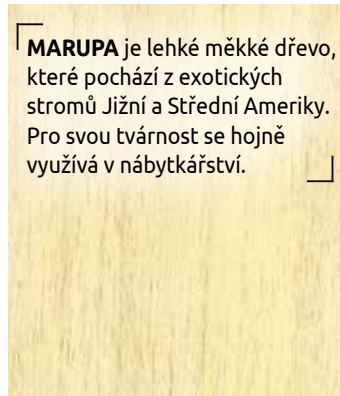 MARUPA je lehké měkké dřevo,
které pochází z exotických
stromů Jižní a Střední Ameriky.
Pro svou tvárnost se hojně
využívá v nábytkářství.